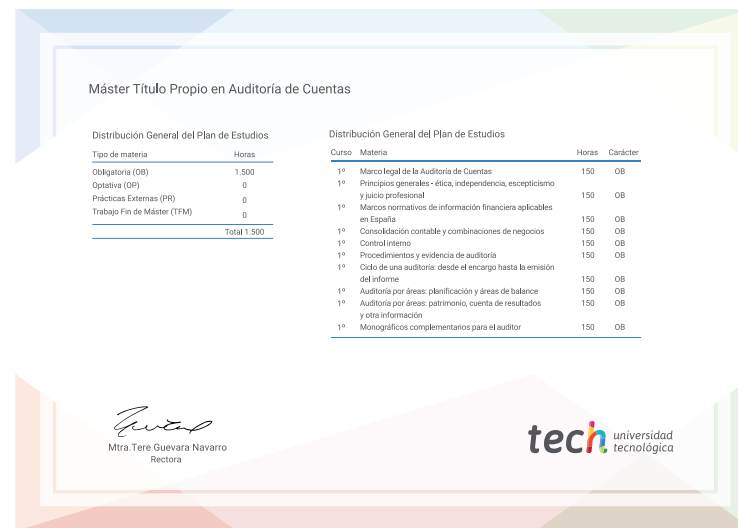 Máster Título Propio en Auditoría de Cuentas
Distribución General del Plan de Estudios
Tipo de materia Horas
Obligatoria (OB) 1.500
Optativa (OP) 0
Prácticas Externas (PR) 0
Trabajo Fin de Máster (TFM) 0
Total 1.500
Distribución General del Plan de Estudios
Curso Materia Horas Carácter
1º Marco legal de la Auditoría de Cuentas 150 OB
1º Principios generales - ética, independencia, escepticismo
y juicio profesional 150 OB
1º Marcos normativos de información financiera aplicables
en España 150 OB
1º Consolidación contable y combinaciones de negocios 150 OB
1º Control interno 150 OB
1º Procedimientos y evidencia de auditoría 150 OB
1º Ciclo de una auditoría: desde el encargo hasta la emisión
del informe 150 OB
1º Auditoría por áreas: planificación y áreas de balance 150 OB
1º Auditoría por áreas: patrimonio, cuenta de resultados 150 OB
y otra información
1º Monográficos complementarios para el auditor 150 OB
Mtra.Tere Guevara Navarro
Rectora
tech universidad
tecnológica